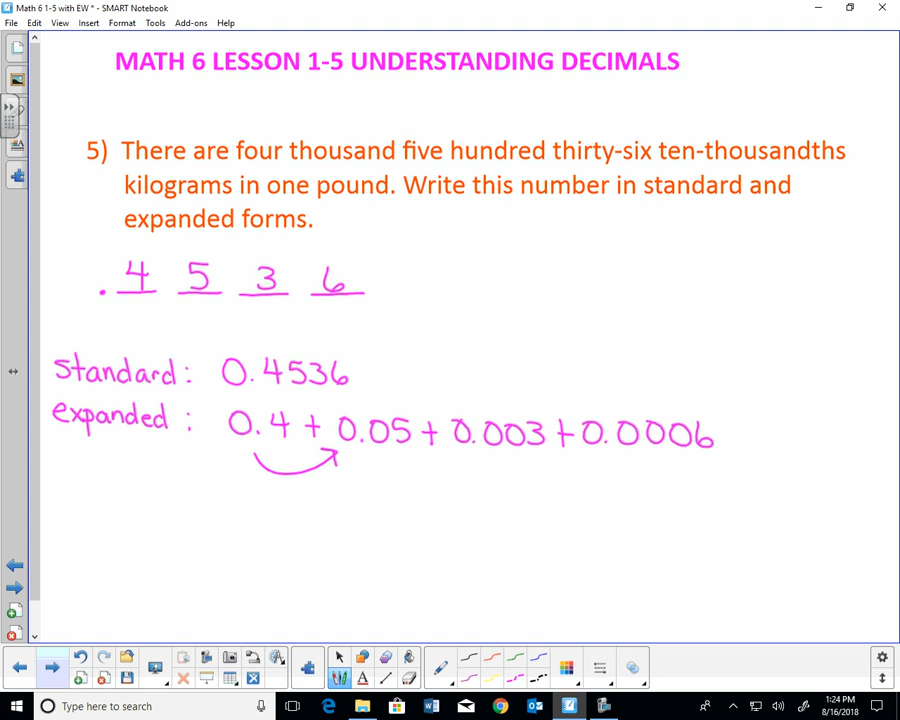 Math 6 1-5 with EW * - SMART Notebook
File Edit View Insert Format Tools Add-ons Help
MATH 6 LESSON 1-5 UNDERSTANDING DECIMALS
5) There are four thousand five hundred thirty-six ten-thousandths
kilograms in one pound. Write this number in standard and
expanded forms.
. 4 5 3 6
standard: 0.4536
expanded: 0.4 + 0.05 + 0.003 + 0.0006
Type here to search
1:24 PM
8/16/2018